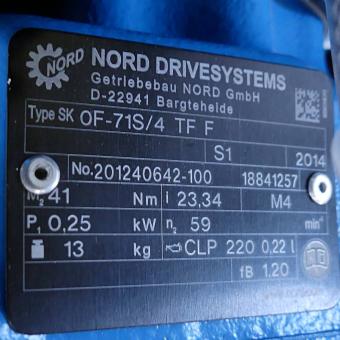 NORD
NORD DRIVESYSTEMS
Getriebebau NORD GmbH
D-22941 Bargteheide
Type SK 0F-71S/4 TF F
S1 2014
No. 201240642-100 18841257
M₂ 41 Nm i 23,34 M4
P₁ 0,25 kW n₂ 59 min⁻¹
13 kg CLP 220 0,22 l
fB 1.20